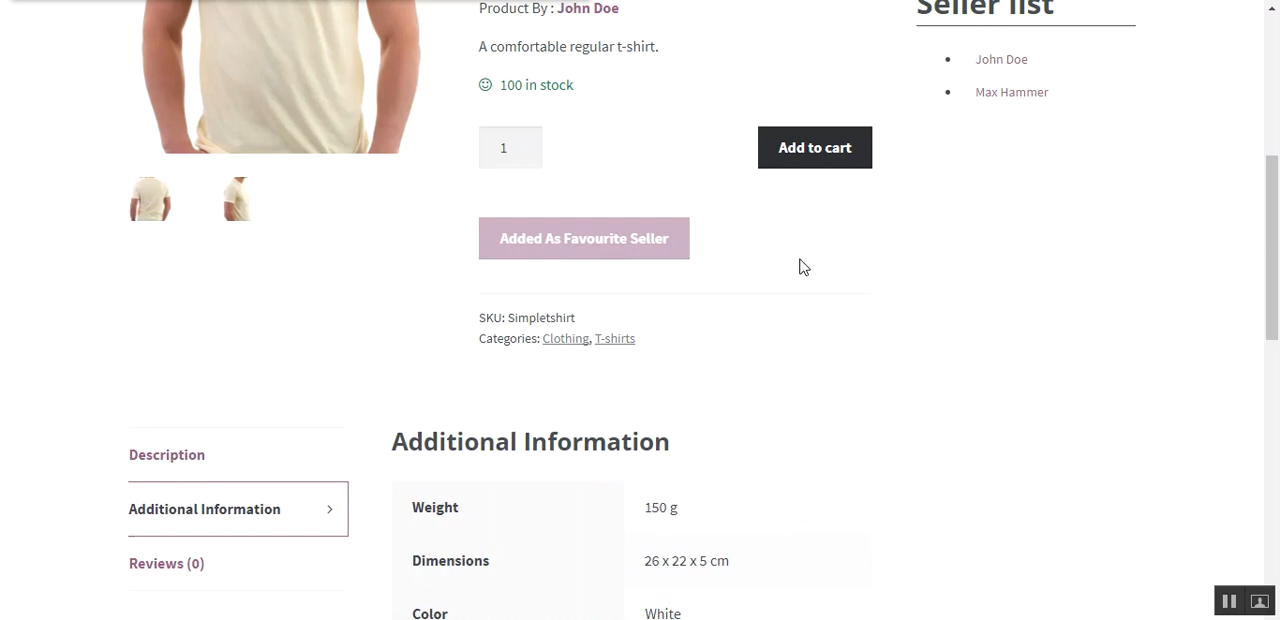 Seller list
Product By : John Doe
A comfortable regular t-shirt.
100 in stock
1
Add to cart
John Doe
Max Hammer
Added As Favourite Seller
SKU: Simpletshirt
Categories: Clothing, T-shirts
Description
Additional Information
Reviews (0)
Additional Information
Weight 150 g
Dimensions 26 x 22 x 5 cm
Color White